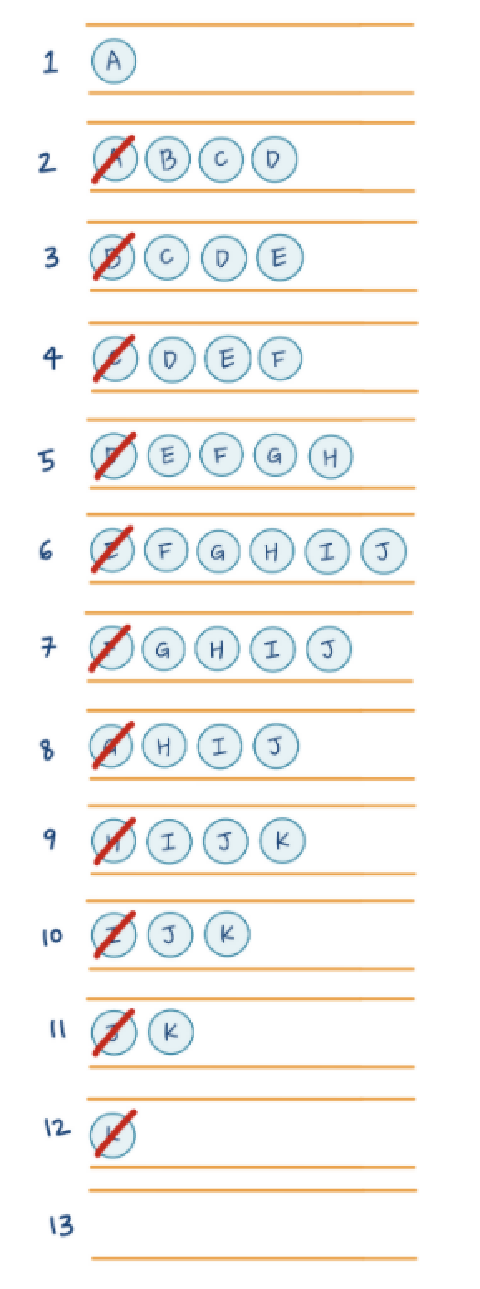 1 A
2 A B C D
3 B C D E
4 C D E F
5 D E F G H
6 E F G H I J
7 F G H I J
8 G H I J
9 H I J K
10 I J K
11 J K
12 K
13